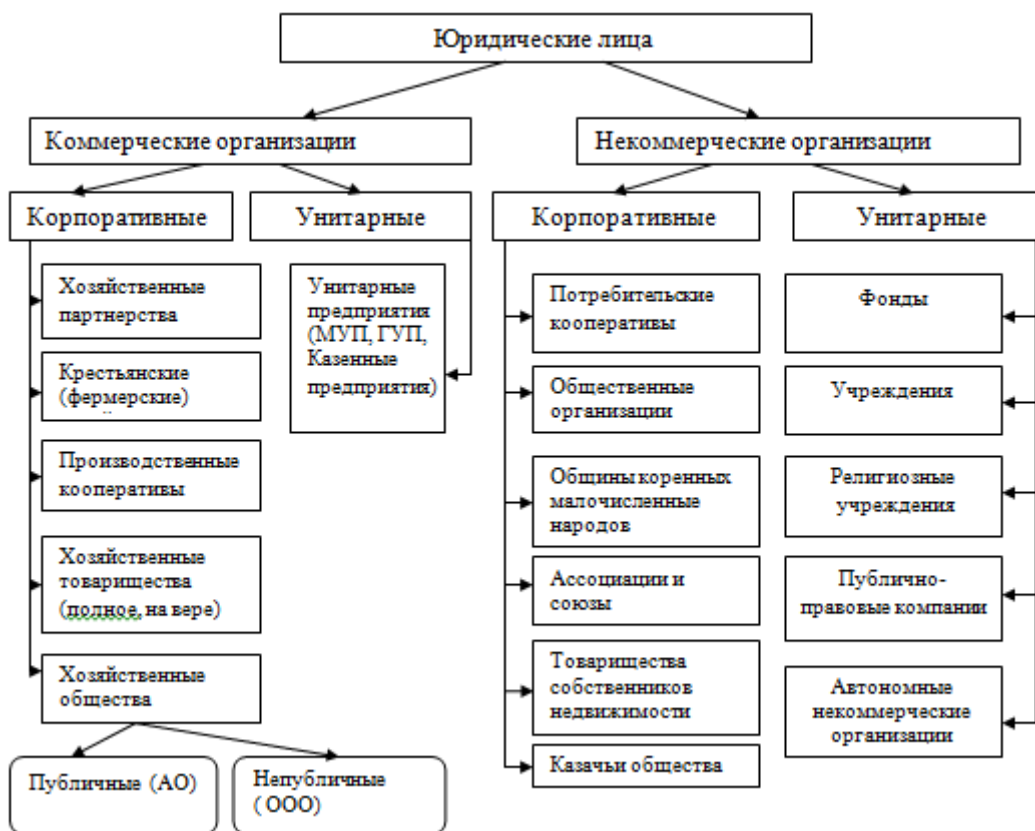 Юридические лица
Коммерческие организации
Некоммерческие организации
Корпоративные
Унитарные
Корпоративные
Унитарные
Хозяйственные
партнерства
Крестьянские
(фермерские)
Производственные
кооперативы
Хозяйственные
товарищества
(полное, на вере)
Хозяйственные
общества
Публичные (АО)
Непубличные
( ООО)
Унитарные
предприятия
(МУП, ГУП,
Казенные
предприятия)
Потребительские
кооперативы
Общественные
организации
Общины коренных
малочисленные
народов
Ассоциации и
союзы
Товарищества
собственников
недвижимости
Казачьи общества
Фонды
Учреждения
Религиозные
учреждения
Публично-
правовые компании
Автономные
некоммерческие
организации